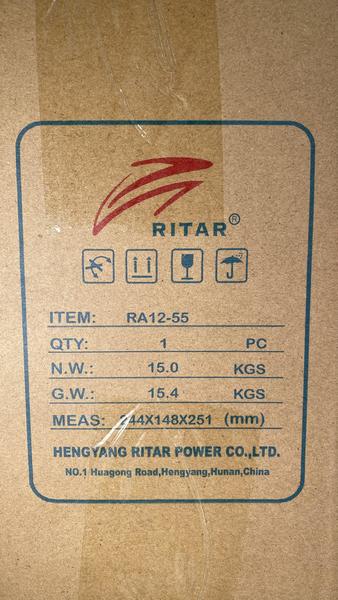 RITAR®
ITEM: RA12-55
QTY: 1 PC
N.W.: 15.0 KGS
G.W.: 15.4 KGS
MEAS: 244X148X251 (mm)
HENGYANG RITAR POWER CO.,LTD.
NO.1 Huagong Road,Hengyang,Hunan,China